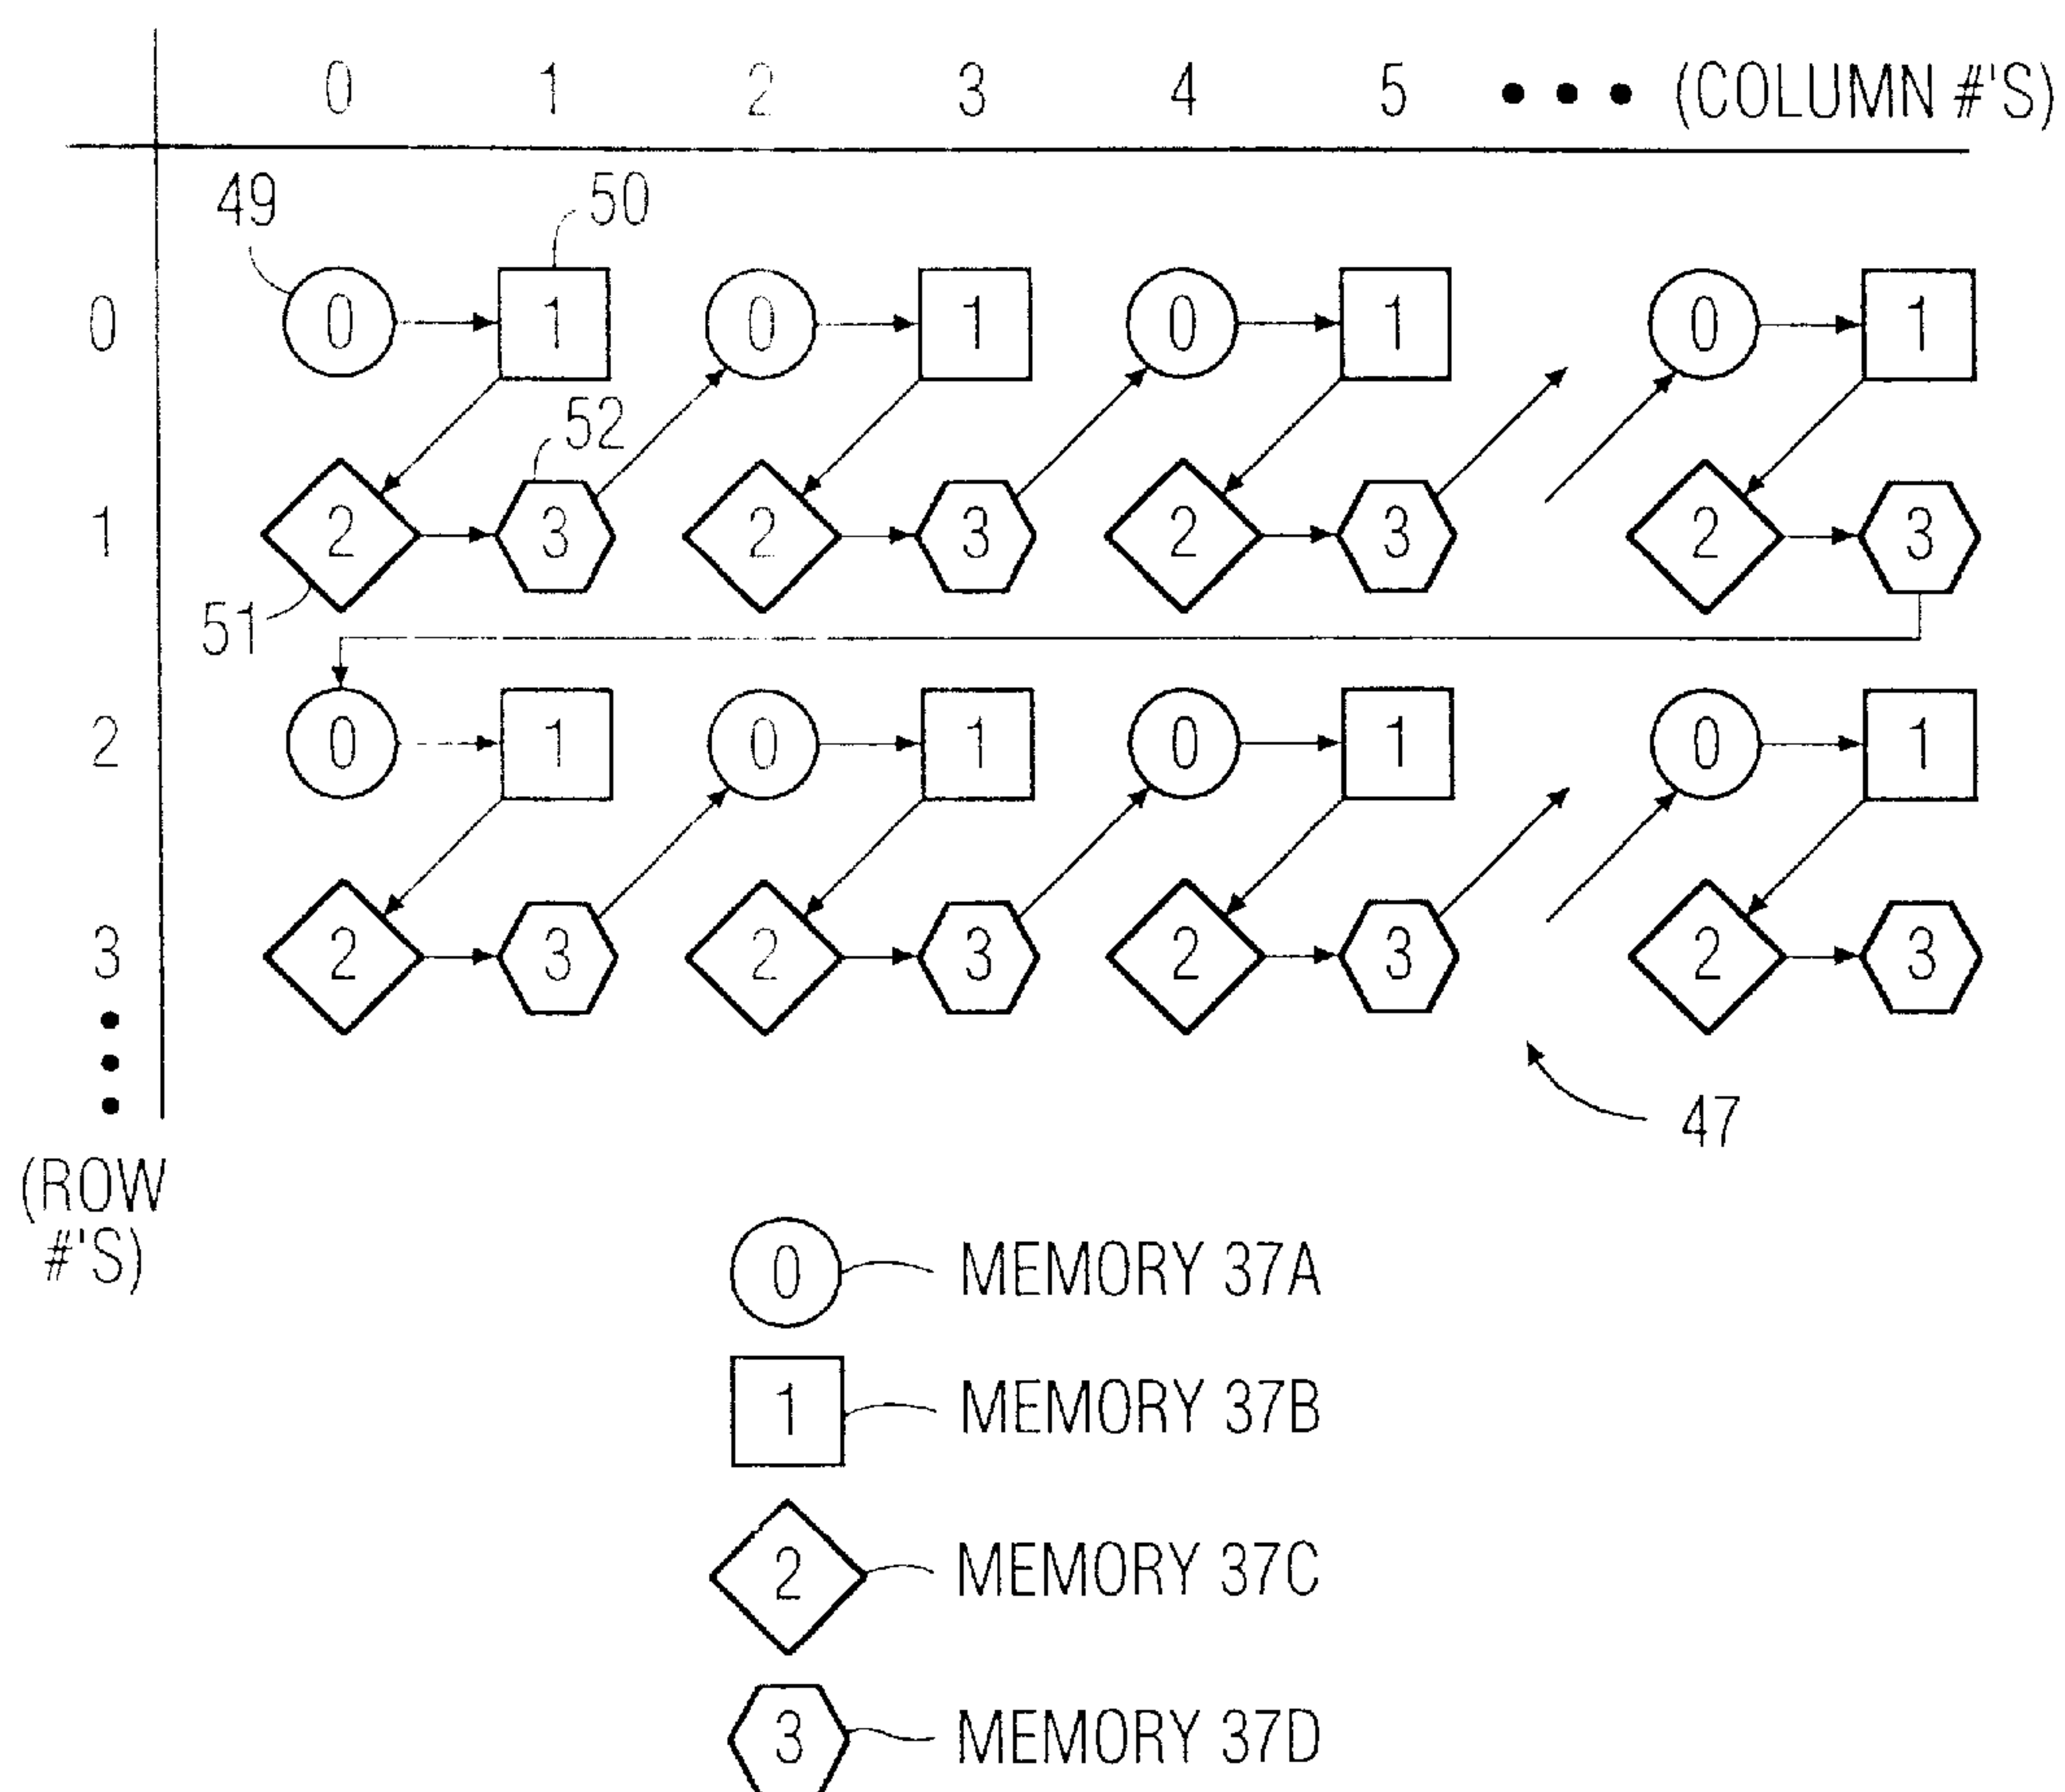 0 1 2 3 4 5 ••• (COLUMN #'S)
49 50
0 0 1 0 1 0 1 0 1
52
1 2 3 2 3 2 3 2 3
51
2 0 1 0 1 0 1 0 1
3 2 3 2 3 2 3 2 3
47
(ROW
#'S)
0 MEMORY 37A
1 MEMORY 37B
2 MEMORY 37C
3 MEMORY 37D